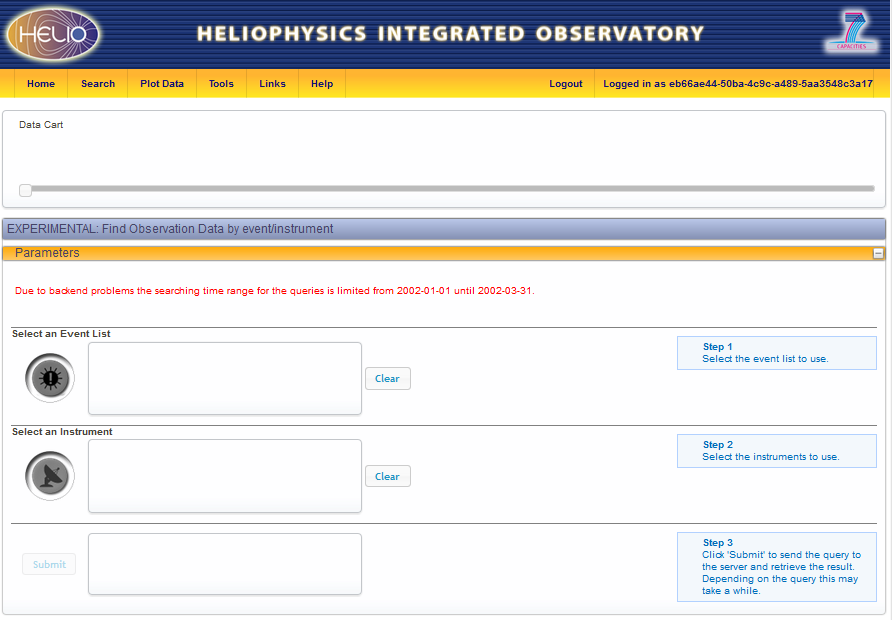 HELIO
HELIOPHYSICS INTEGRATED OBSERVATORY
7
CAPACITIES
Home Search Plot Data Tools Links Help Logout Logged in as eb66ae44-50ba-4c9c-a489-5aa3548c3a17
Data Cart
EXPERIMENTAL: Find Observation Data by event/instrument
Parameters
Due to backend problems the searching time range for the queries is limited from 2002-01-01 until 2002-03-31.
Select an Event List
Clear
Step 1
Select the event list to use.
Select an Instrument
Clear
Step 2
Select the instruments to use.
Submit
Step 3
Click 'Submit' to send the query to
the server and retrieve the result.
Depending on the query this may
take a while.